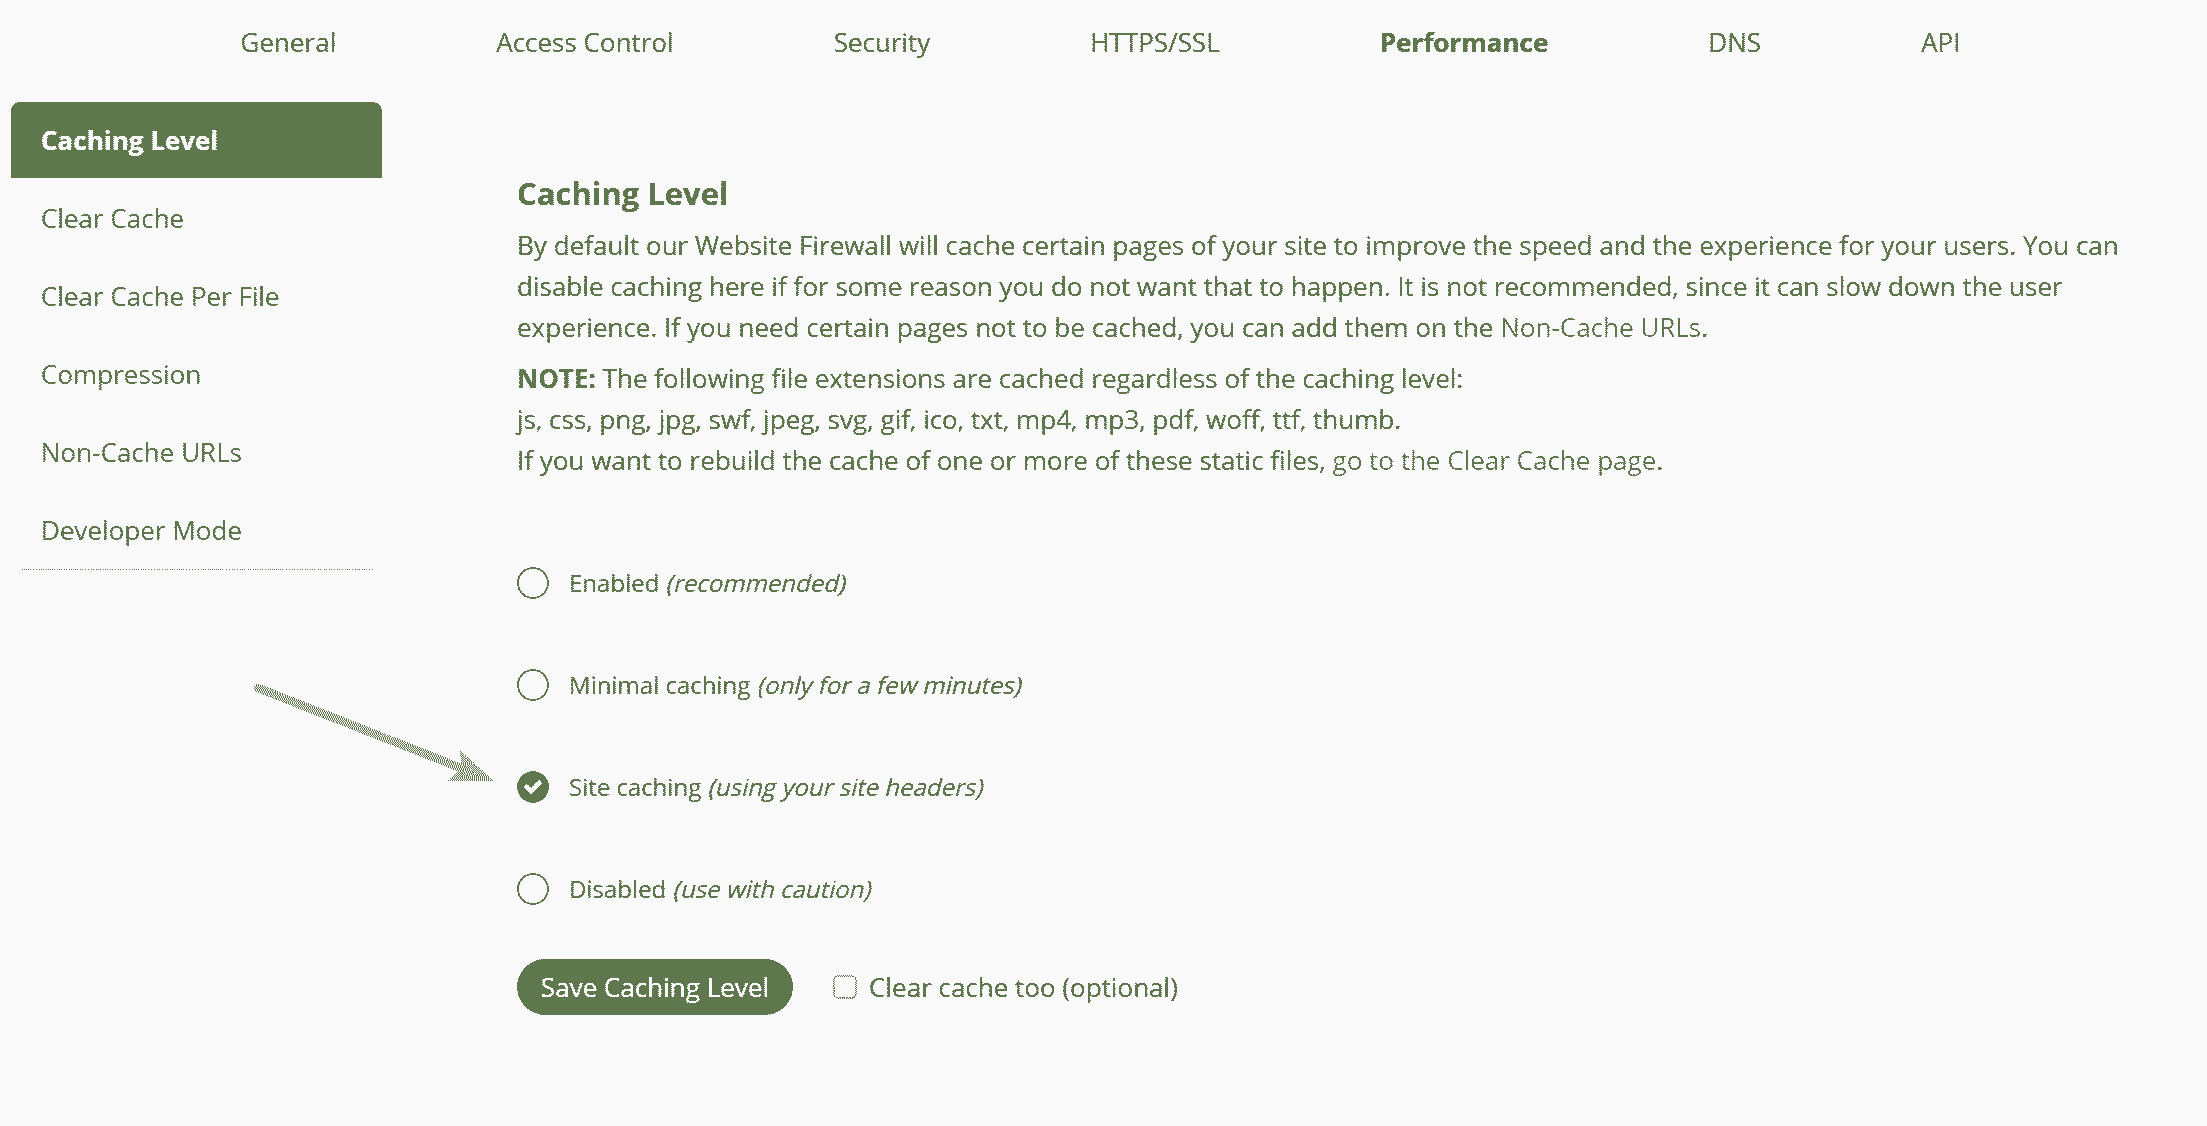 General
Access Control
Security
HTTPS/SSL
Performance
DNS
API
Caching Level
Clear Cache
Clear Cache Per File
Compression
Non-Cache URLs
Developer Mode
Caching Level
By default our Website Firewall will cache certain pages of your site to improve the speed and the experience for your users. You can
disable caching here if for some reason you do not want that to happen. It is not recommended, since it can slow down the user
experience. If you need certain pages not to be cached, you can add them on the Non-Cache URLs.
NOTE: The following file extensions are cached regardless of the caching level:
js, css, png, jpg, swf, jpeg, svg, gif, ico, txt, mp4, mp3, pdf, woff, ttf, thumb.
If you want to rebuild the cache of one or more of these static files, go to the Clear Cache page.
Enabled (recommended)
Minimal caching (only for a few minutes)
Site caching (using your site headers)
Disabled (use with caution)
Save Caching Level
Clear cache too (optional)